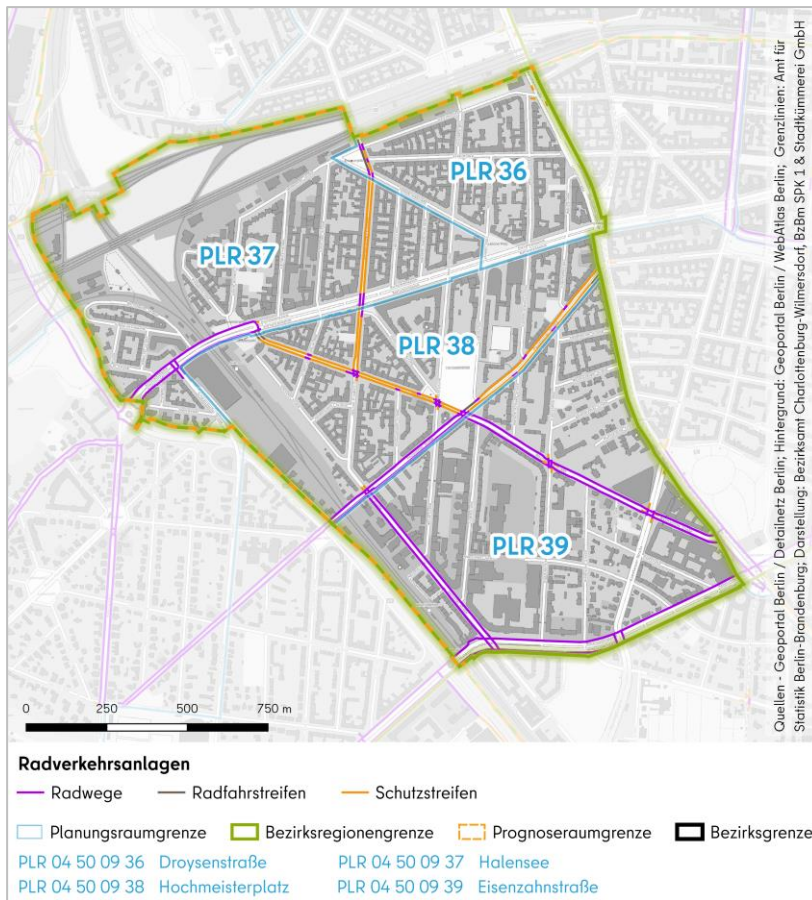 PLR 36
PLR 37
PLR 38
PLR 39
0 250 500 750 m
Quellen - Geoportal Berlin / Detailnetz Berlin; Hintergrund: Geoportal Berlin / WebAtlas Berlin; Grenzlinien: Amt für
Statistik Berlin-Brandenburg; Darstellung: Bezirksamt Charlottenburg-Wilmersdorf, BzBm SPK 1 & Stadtkümmerei GmbH
Radverkehrsanlagen
Radwege Radfahrstreifen Schutzstreifen
Planungsraumgrenze Bezirksregionengrenze Prognoseraumgrenze Bezirksgrenze
PLR 04 50 09 36 Droysenstraße PLR 04 50 09 37 Halensee
PLR 04 50 09 38 Hochmeisterplatz PLR 04 50 09 39 Eisenzahnstraße